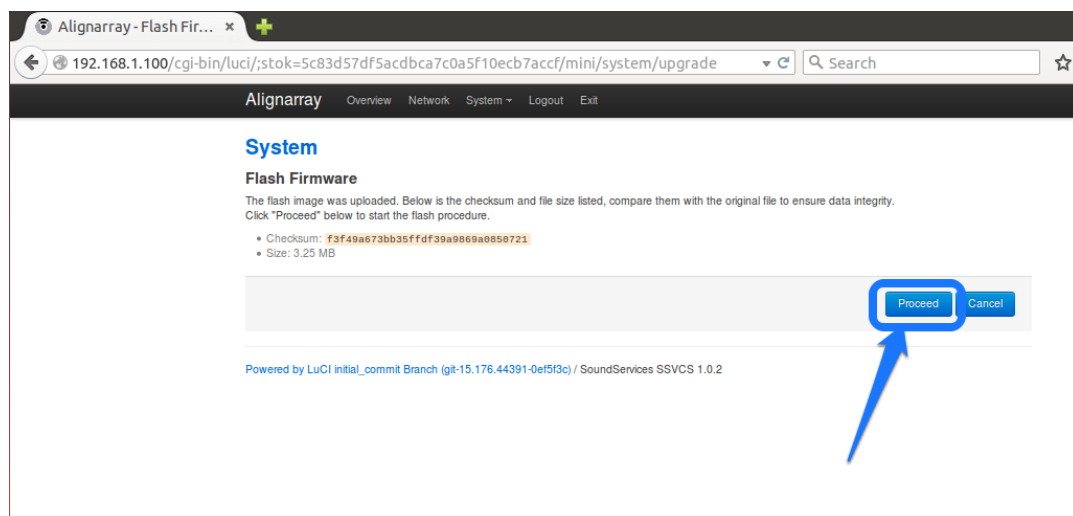 Alignarray - Flash Fir... ×
192.168.1.100/cgi-bin/luci/;stok=5c83d57df5acdbca7c0a5f10ecb7accf/mini/system/upgrade Search
Alignarray Overview Network System Logout Exit
System
Flash Firmware
The flash image was uploaded. Below is the checksum and file size listed, compare them with the original file to ensure data integrity.
Click "Proceed" below to start the flash procedure.
Checksum: f3f49a673bb35ffdf39a9869a0850721
Size: 3.25 MB
Proceed Cancel
Powered by LuCI initial_commit Branch (git-15.176.44391-0ef5f3c) / SoundServices SSVCS 1.0.2